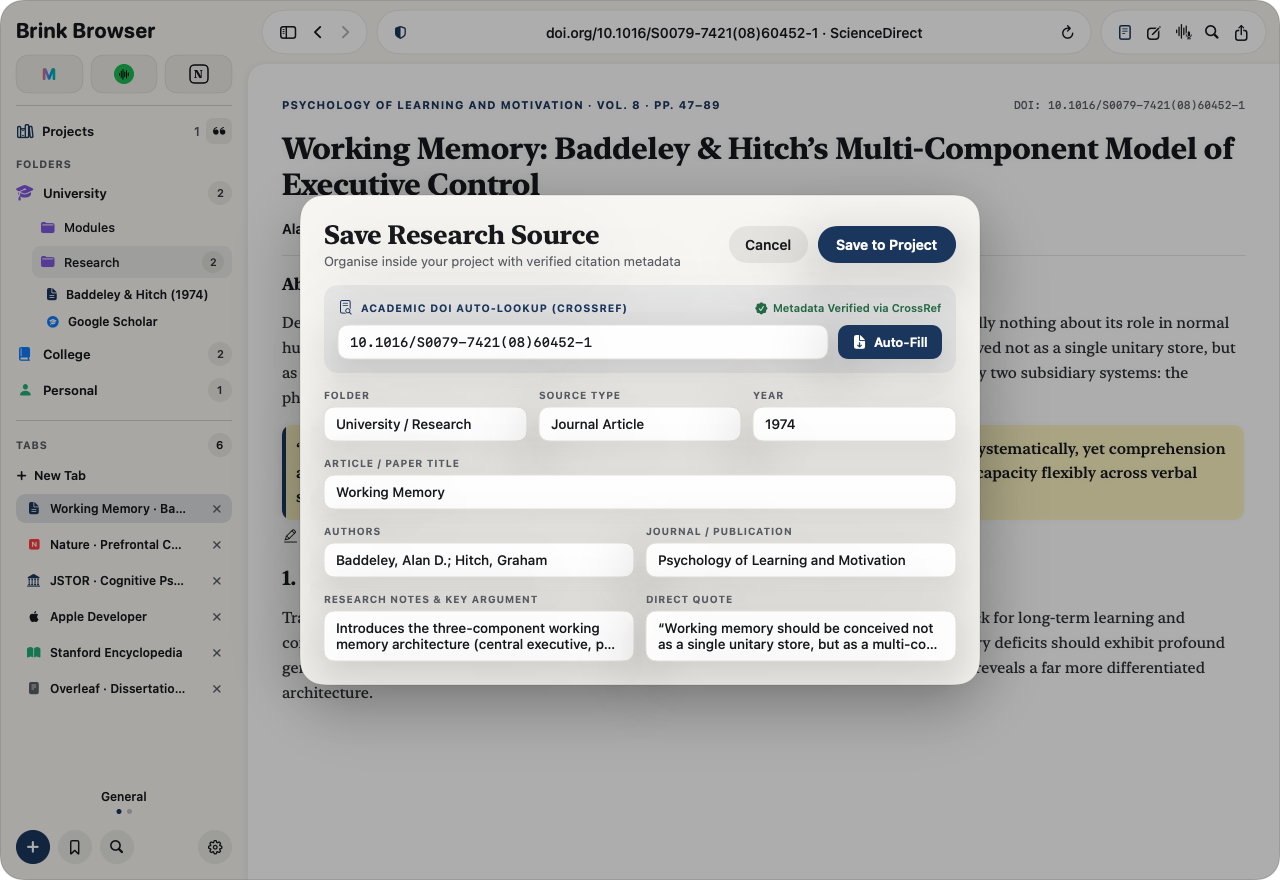 Brink Browser
M
N
Projects 1
FOLDERS
University 2
Modules
Research 2
Baddeley & Hitch (1974)
Google Scholar
College 2
Personal 1
TABS 6
+ New Tab
Working Memory · Ba...
N Nature · Prefrontal C...
JSTOR · Cognitive Ps...
Apple Developer
Stanford Encyclopedia
Overleaf · Dissertatio...
General
doi.org/10.1016/S0079-7421(08)60452-1 · ScienceDirect
PSYCHOLOGY OF LEARNING AND MOTIVATION · VOL. 8 · PP. 47–89
DOI: 10.1016/S0079-7421(08)60452-1
Working Memory: Baddeley & Hitch’s Multi-Component Model of
Executive Control
Save Research Source
Organise inside your project with verified citation metadata
Cancel
Save to Project
ACADEMIC DOI AUTO-LOOKUP (CROSSREF)
Metadata Verified via CrossRef
10.1016/S0079-7421(08)60452-1
Auto-Fill
FOLDER
University / Research
SOURCE TYPE
Journal Article
YEAR
1974
ARTICLE / PAPER TITLE
Working Memory
AUTHORS
Baddeley, Alan D.; Hitch, Graham
JOURNAL / PUBLICATION
Psychology of Learning and Motivation
RESEARCH NOTES & KEY ARGUMENT
Introduces the three-component working
memory architecture (central executive, p...
DIRECT QUOTE
“Working memory should be conceived not
as a single unitary store, but as a multi-co...
nothing about its role in normal
not as a single unitary store, but
as two subsidiary systems: the
yet comprehension
capacity flexibly across verbal
1.
for long-term learning and
deficits should exhibit profound
reveals a far more differentiated
architecture.